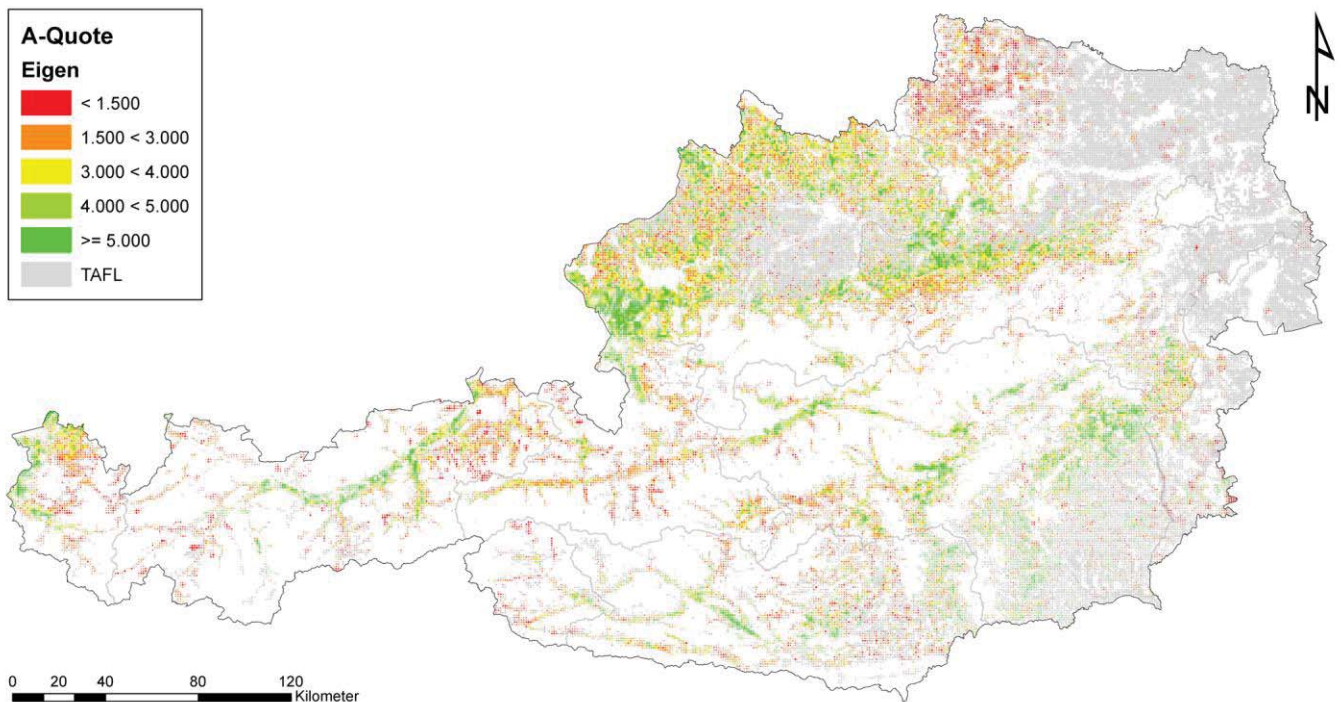 A-Quote
Eigen
< 1.500
1.500 < 3.000
3.000 < 4.000
4.000 < 5.000
>= 5.000
TAFL
N
0 20 40 80 120
Kilometer